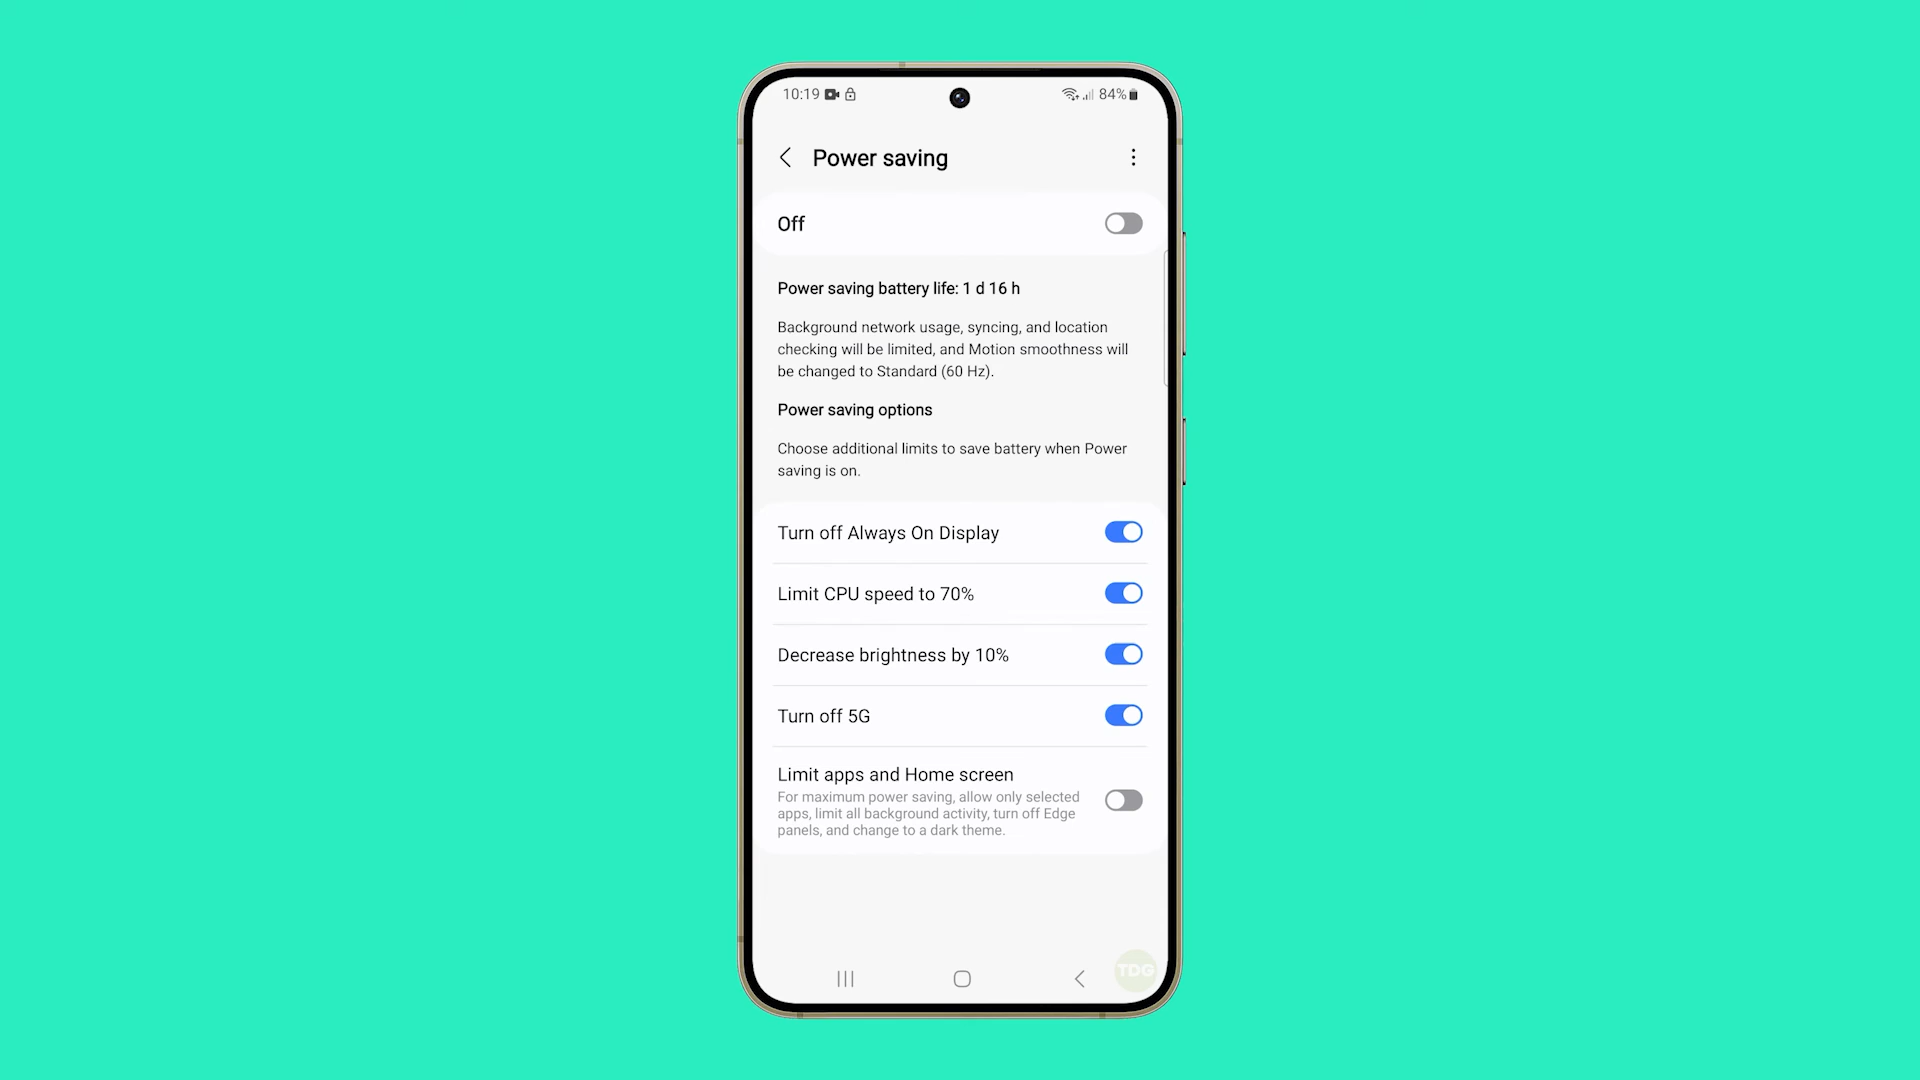 10:19
84%
Power saving
Off
Power saving battery life: 1 d 16 h
Background network usage, syncing, and location
checking will be limited, and Motion smoothness will
be changed to Standard (60 Hz).
Power saving options
Choose additional limits to save battery when Power
saving is on.
Turn off Always On Display
Limit CPU speed to 70%
Decrease brightness by 10%
Turn off 5G
Limit apps and Home screen
For maximum power saving, allow only selected
apps, limit all background activity, turn off Edge
panels, and change to a dark theme.
TDG